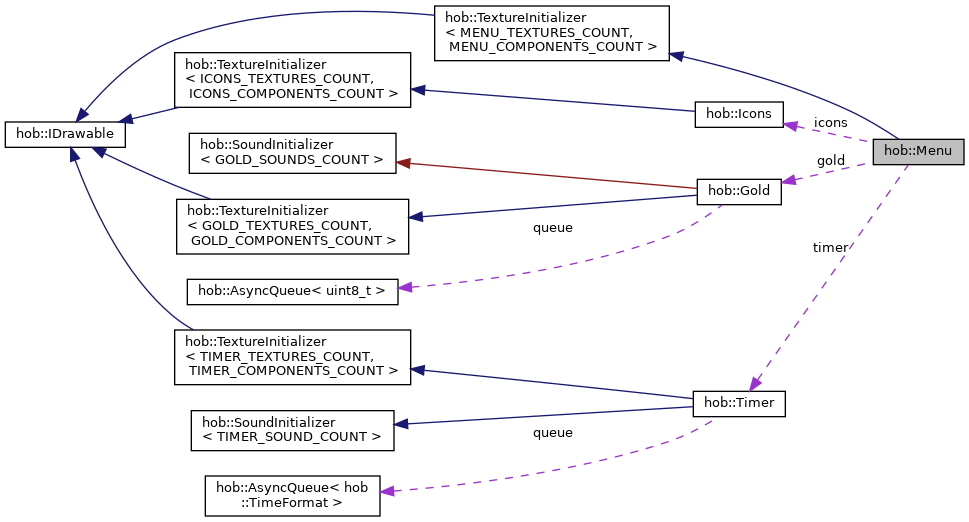 hob::TextureInitializer
< MENU_TEXTURES_COUNT,
MENU_COMPONENTS_COUNT >
hob::TextureInitializer
< ICONS_TEXTURES_COUNT,
ICONS_COMPONENTS_COUNT >
hob::Icons
icons
hob::IDrawable
hob::SoundInitializer
< GOLD_SOUNDS_COUNT >
hob::Menu
gold
hob::Gold
hob::TextureInitializer
< GOLD_TEXTURES_COUNT,
GOLD_COMPONENTS_COUNT >
queue
timer
hob::AsyncQueue< uint8_t >
hob::TextureInitializer
< TIMER_TEXTURES_COUNT,
TIMER_COMPONENTS_COUNT >
hob::Timer
hob::SoundInitializer
< TIMER_SOUND_COUNT >
queue
hob::AsyncQueue< hob
::TimeFormat >